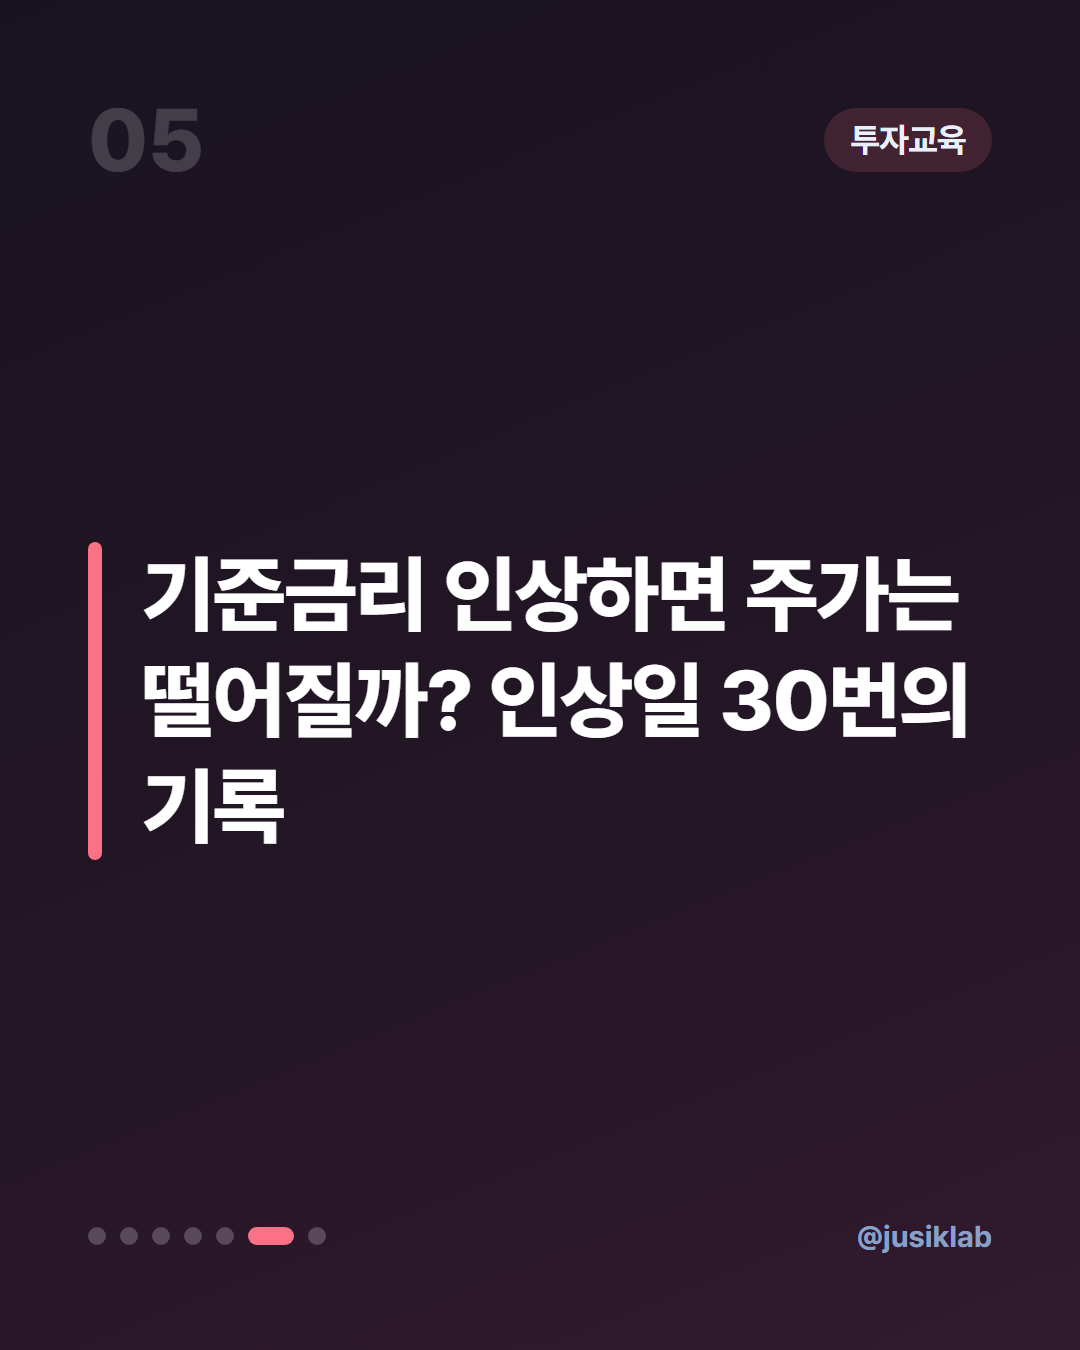 05
투자교육
기준금리 인상하면 주가는
떨어질까? 인상일 30번의
기록
@jusiklab